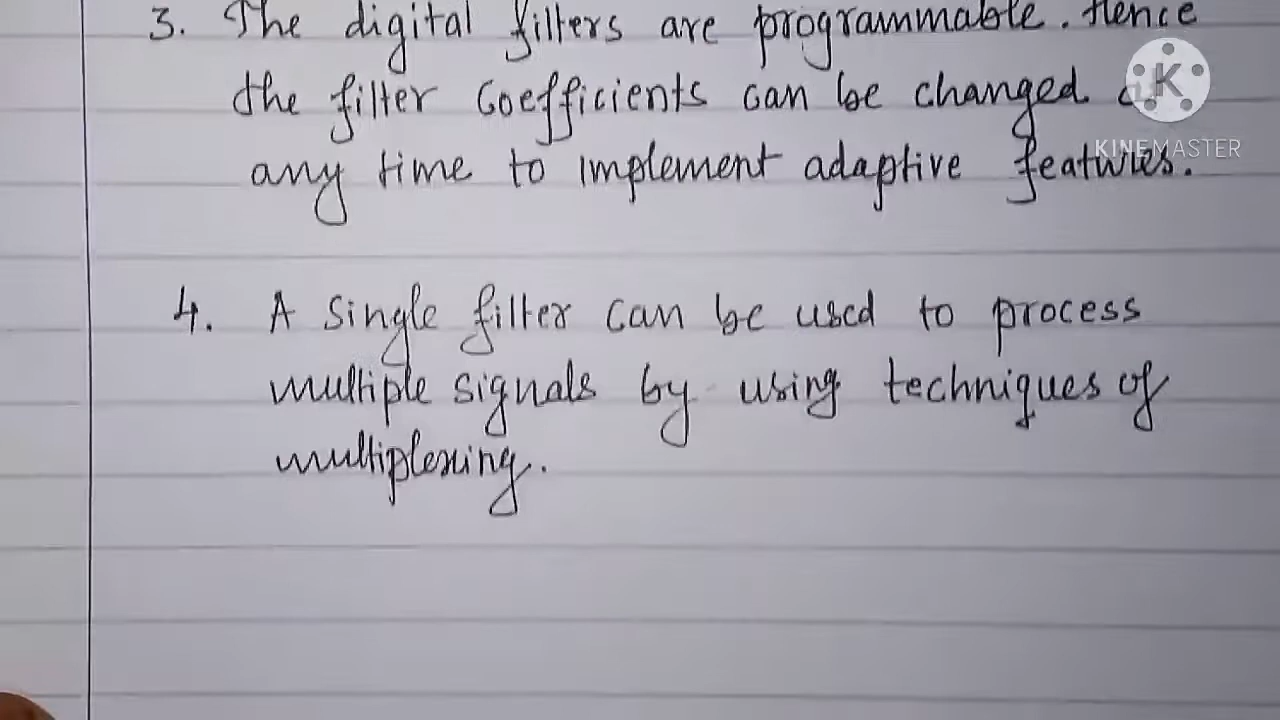 3. The digital filters are programmable. Hence
the filter coefficients can be changed
any time to implement adaptive features.
4. A single filter can be used to process
multiple signals by using techniques of
multiplexing.
K
KINEMASTER